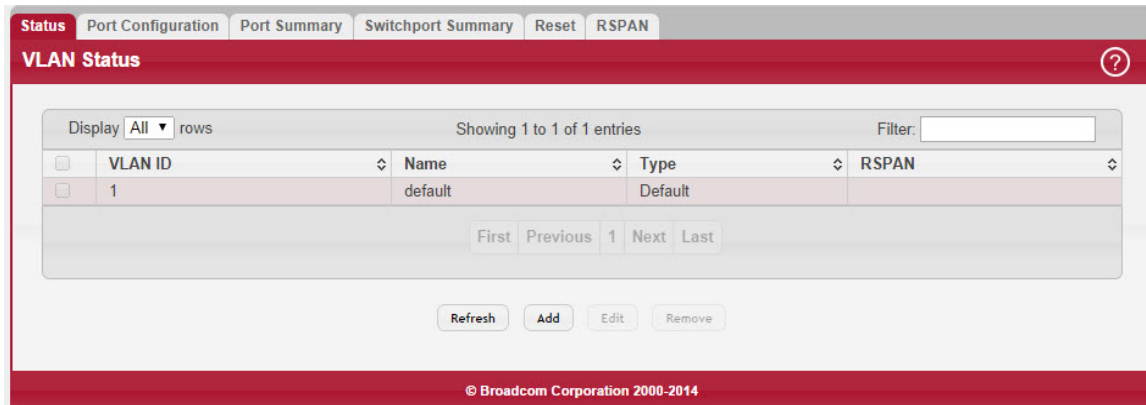 Status Port Configuration Port Summary Switchport Summary Reset RSPAN
VLAN Status ?
Display All rows Showing 1 to 1 of 1 entries Filter:
VLAN ID Name Type RSPAN
1 default Default
First Previous 1 Next Last
Refresh Add Edit Remove
© Broadcom Corporation 2000-2014